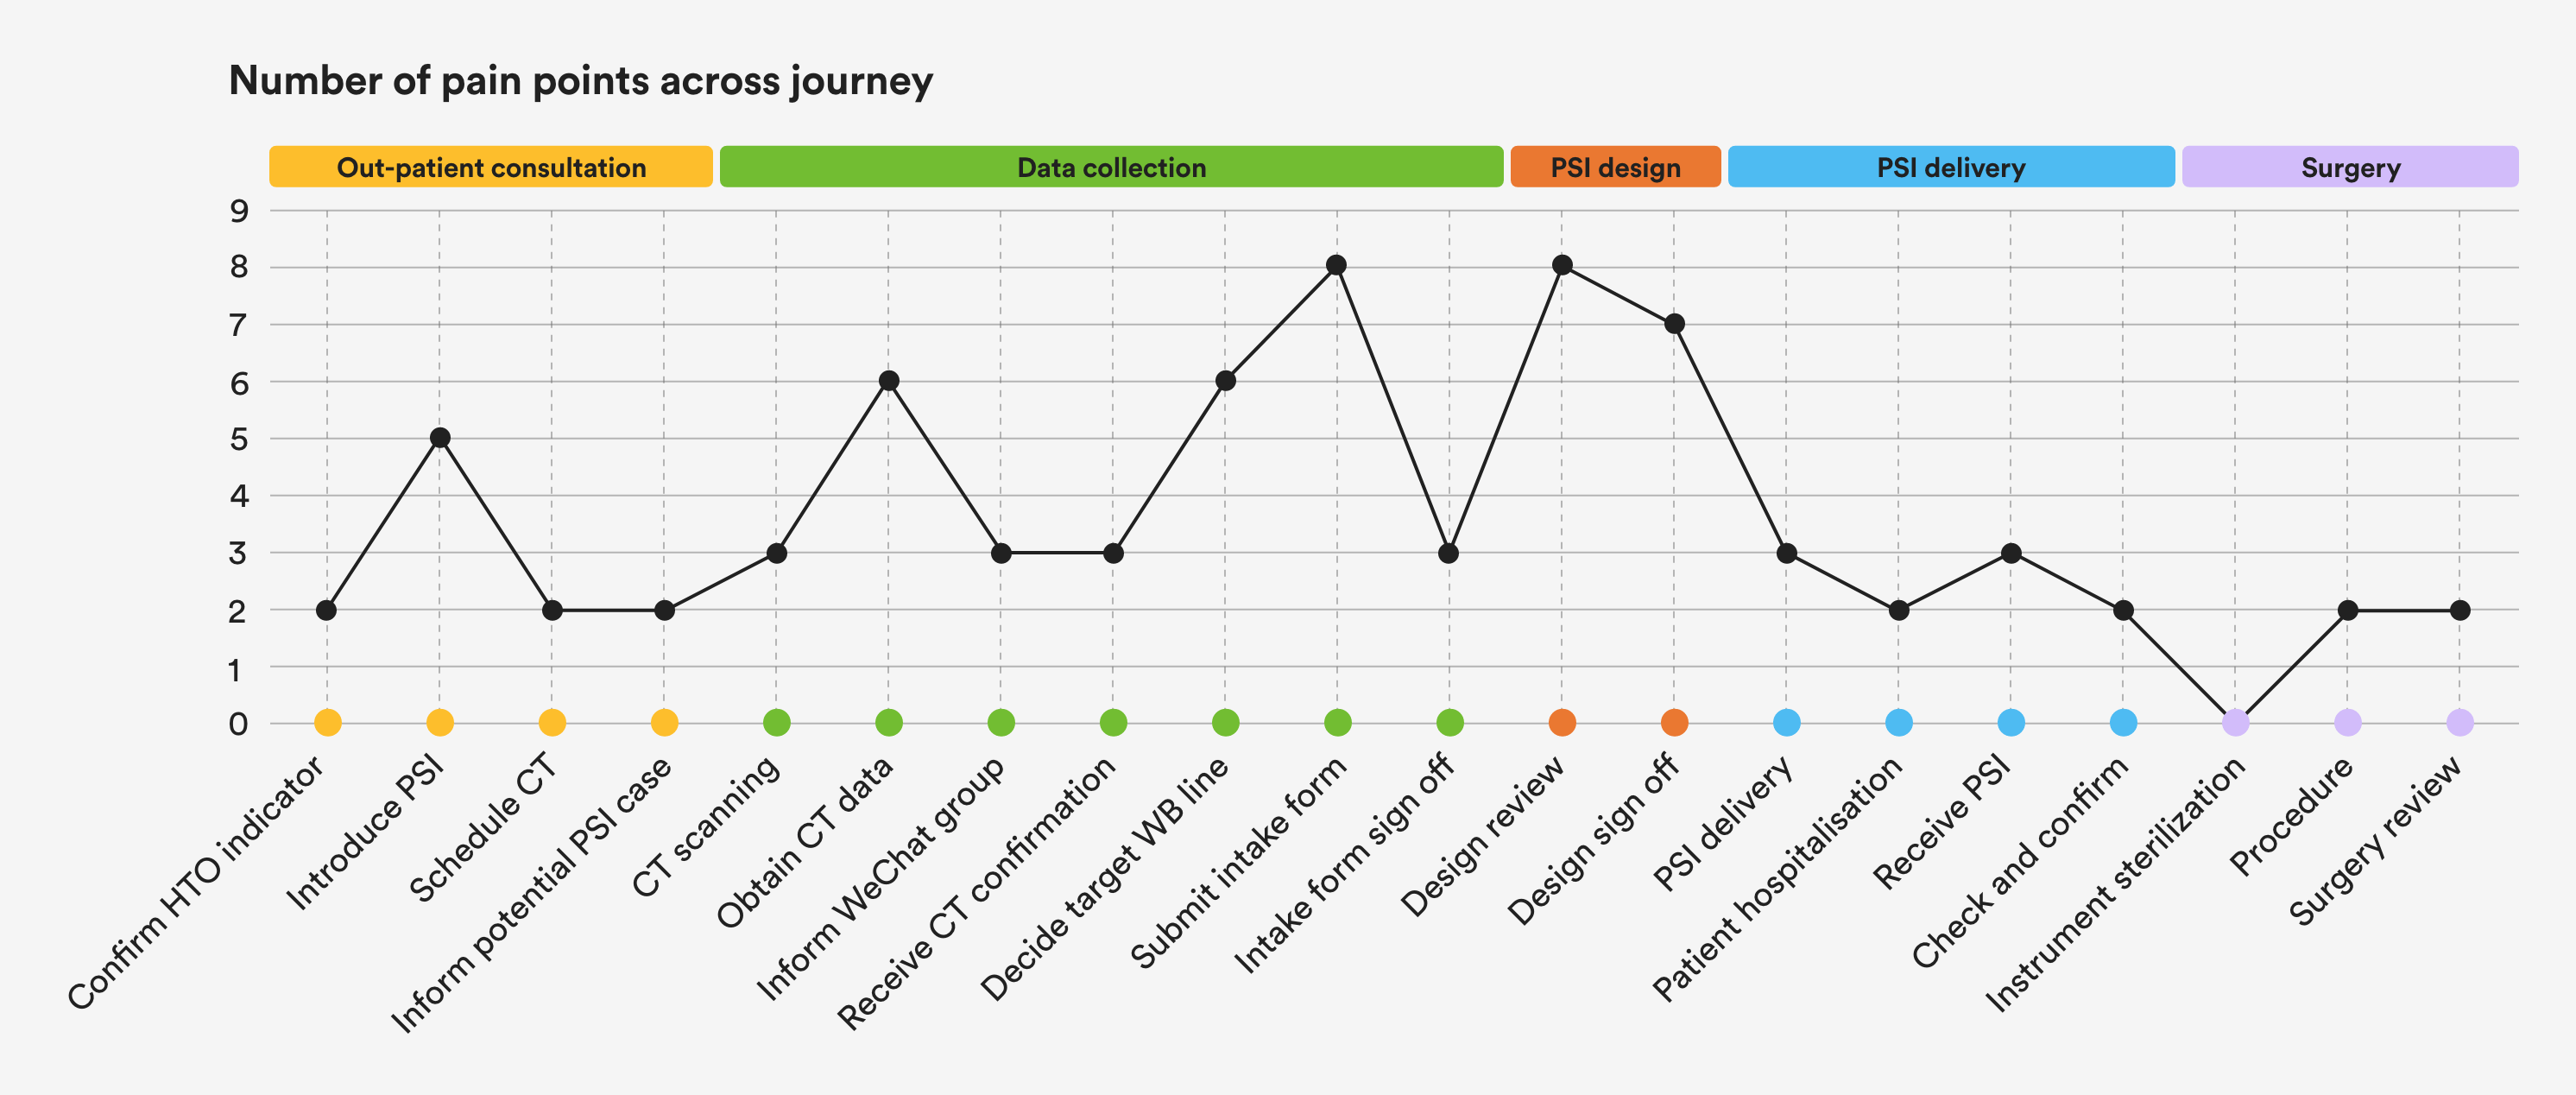 Number of pain points across journey
Out-patient consultation
Data collection
PSI design
PSI delivery
Surgery
9
8
7
6
5
4
3
2
1
0
Confirm HTO indicator
Introduce PSI
Schedule CT
Inform potential PSI case
CT scanning
Obtain CT data
Inform WeChat group
Receive CT confirmation
Decide target WB line
Submit intake form
Intake form sign off
Design review
Design sign off
PSI delivery
Patient hospitalisation
Receive PSI
Check and confirm
Instrument sterilization
Procedure
Surgery review